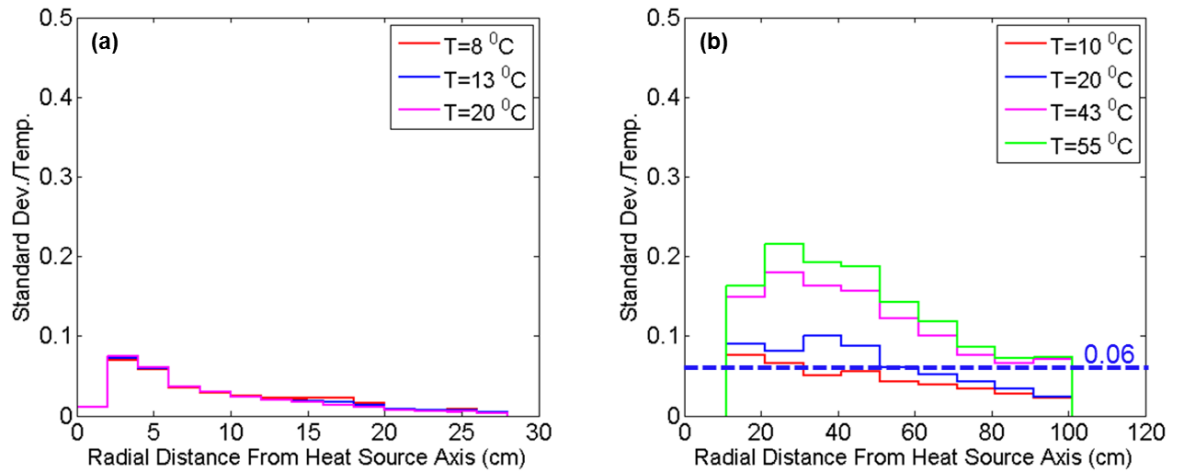 (a)
T=8 ⁰C
T=13 ⁰C
T=20 ⁰C
Standard Dev./Temp.
0.5
0.4
0.3
0.2
0.1
0
0 5 10 15 20 25 30
Radial Distance From Heat Source Axis (cm)
(b)
T=10 ⁰C
T=20 ⁰C
T=43 ⁰C
T=55 ⁰C
Standard Dev./Temp.
0.5
0.4
0.3
0.2
0.1
0
0.06
0 20 40 60 80 100 120
Radial Distance From Heat Source Axis (cm)